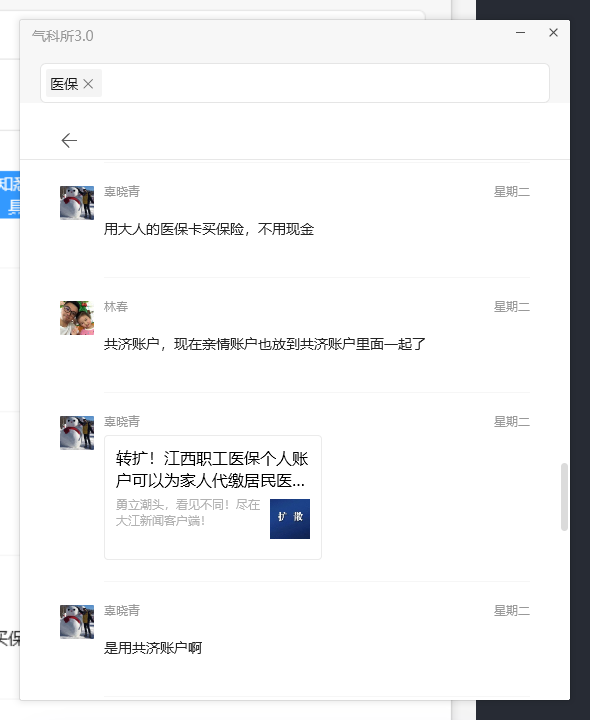 气科所3.0
医保
知悉
具
辜晓青
星期二
用大人的医保卡买保险，不用现金
林春
星期二
共济账户，现在亲情账户也放到共济账户里面一起了
辜晓青
星期二
转扩！江西职工医保个人账
户可以为家人代缴居民医...
勇立潮头，看见不同！尽在
大江新闻客户端！
扩 散
辜晓青
星期二
买保
是用共济账户啊